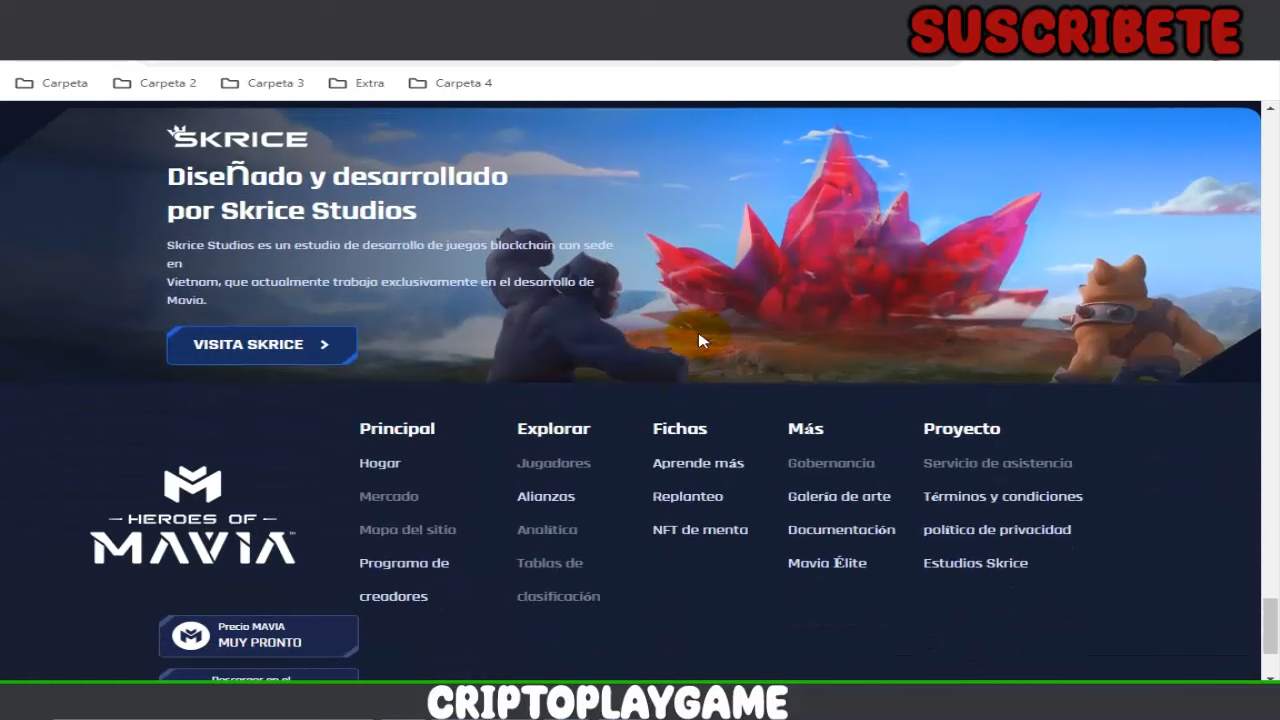 SUSCRIBETE
Carpeta
Carpeta 2
Carpeta 3
Extra
Carpeta 4
SKRICE
Diseñado y desarrollado
por Skrice Studios
Skrice Studios es un estudio de desarrollo de juegos blockchain con sede
en
Vietnam, que actualmente trabaja exclusivamente en el desarrollo de
Mavia.
VISITA SKRICE >
HEROES OF
MAVIA
Precio MAVIA
MUY PRONTO
Descargar en el
Principal
Hogar
Mercado
Mapa del sitio
Programa de
creadores
Explorar
Jugadores
Alianzas
Analítica
Tablas de
clasificación
Fichas
Aprende más
Replanteo
NFT de menta
Más
Gobernancia
Galería de arte
Documentación
Mavia Élite
Proyecto
Servicio de asistencia
Términos y condiciones
política de privacidad
Estudios Skrice
CRIPTOPLAYGAME